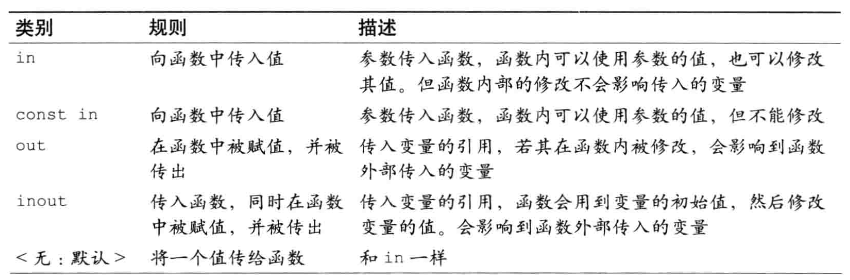 类别 规则 描述
in 向函数中传入值 参数传入函数，函数内可以使用参数的值，也可以修改
其值。但函数内部的修改不会影响传入的变量
const in 向函数中传入值 参数传入函数，函数内可以使用参数的值，但不能修改
out 在函数中被赋值，并被 传入变量的引用，若其在函数内被修改，会影响到函数
传出 外部传入的变量
inout 传入函数，同时在函数 传入变量的引用，函数会用到变量的初始值，然后修改
中被赋值，并被传出 变量的值。会影响到函数外部传入的变量
<无：默认> 将一个值传给函数 和 in 一样